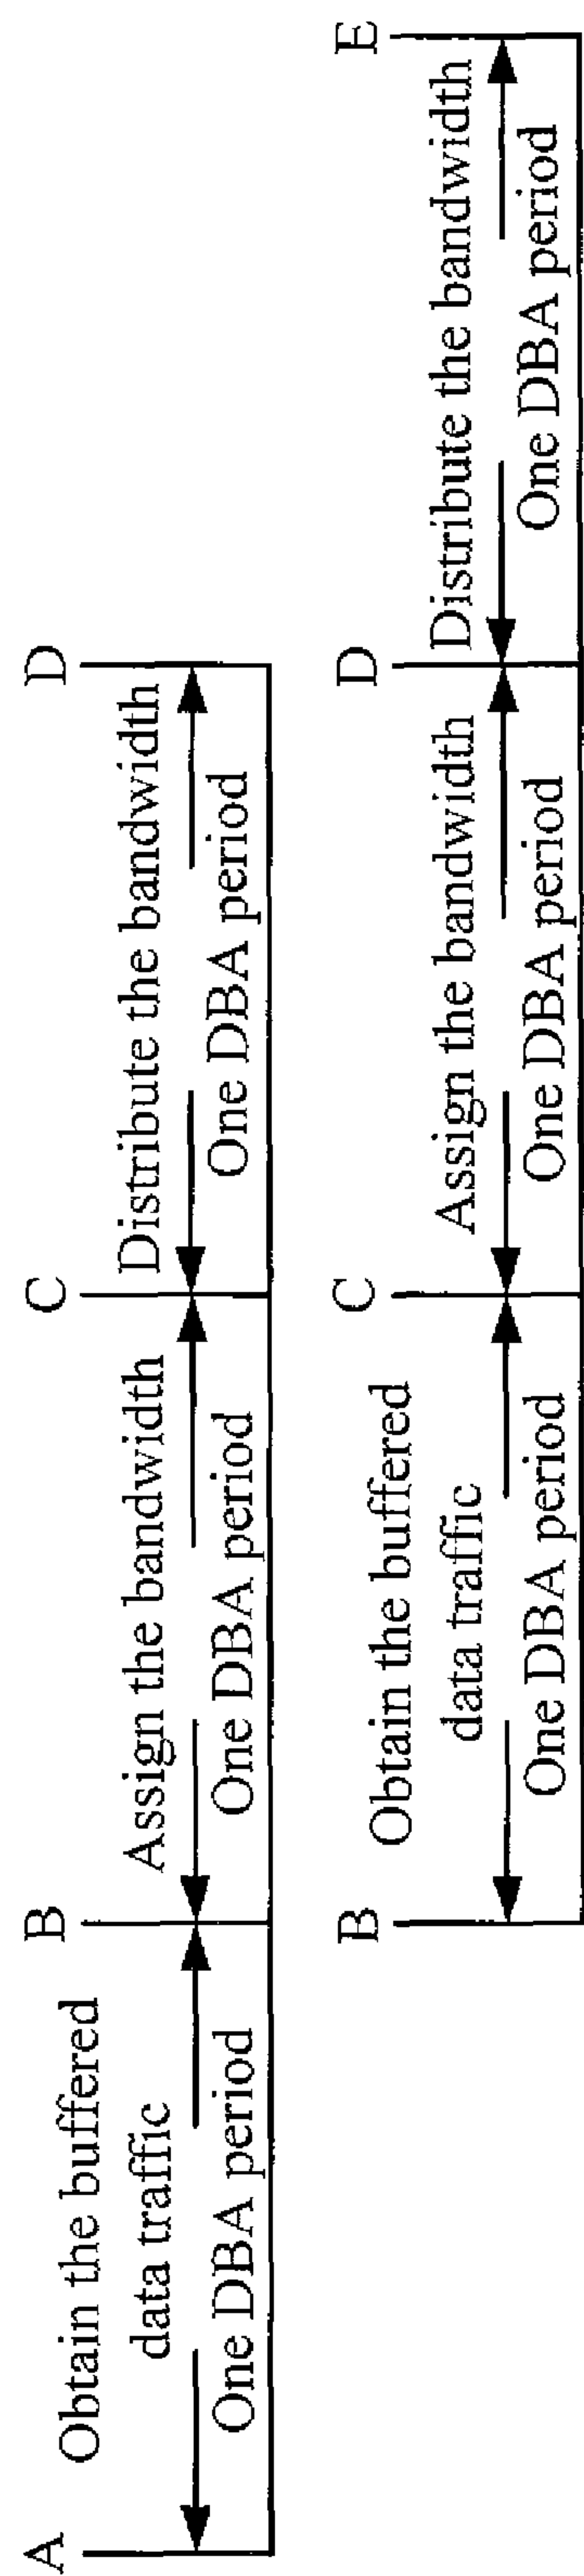 A
B
C
D
Obtain the buffered
data traffic
One DBA period
Assign the bandwidth
One DBA period
Distribute the bandwidth
One DBA period
B
C
D
E
Obtain the buffered
data traffic
One DBA period
Assign the bandwidth
One DBA period
Distribute the bandwidth
One DBA period